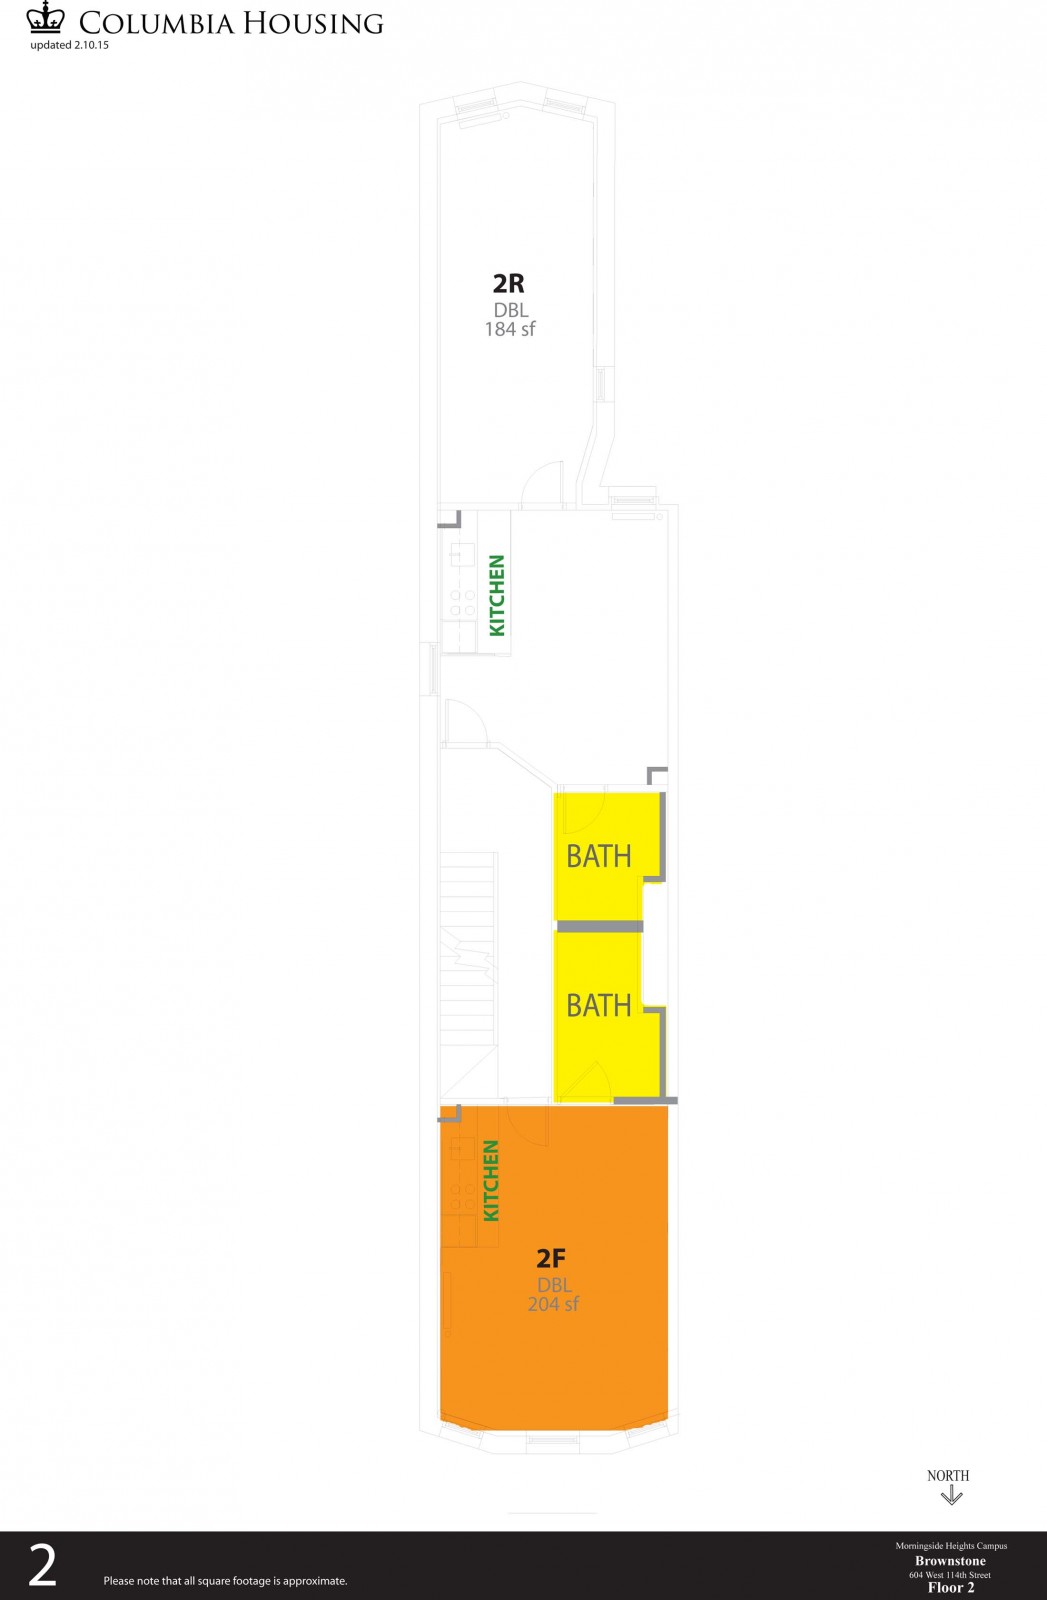 COLUMBIA HOUSING
updated 2.10.15
2R
DBL
184 sf
KITCHEN
BATH
BATH
KITCHEN
2F
DBL
204 sf
NORTH
2
Please note that all square footage is approximate.
Morningside Heights Campus
Brownstone
604 West 114th Street
Floor 2